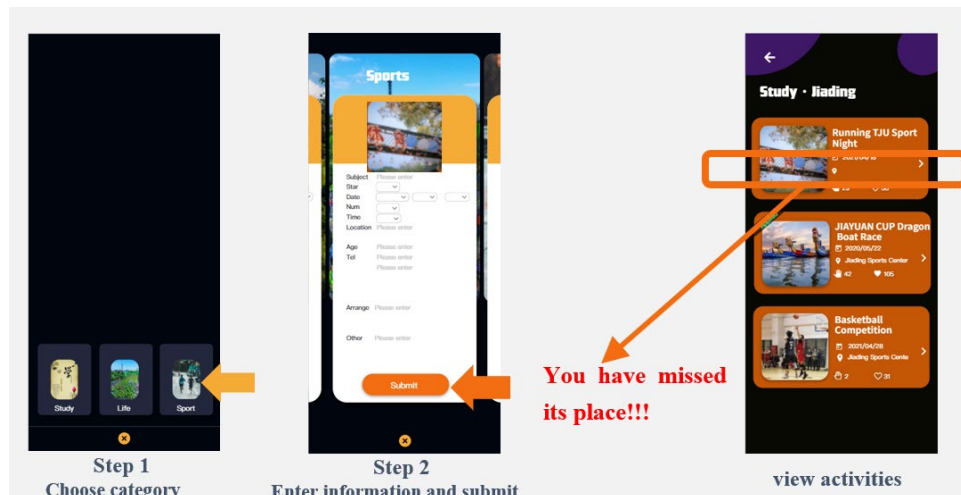 Study
Life
Sport
Step 1
Choose category
Sports
Subject Please enter
Star
Date
Num
Time
Location Please enter
Age Please enter
Tel Please enter
Please enter
Arrange Please enter
Other Please enter
Submit
Step 2
Enter information and submit
You have missed
its place!!!
Study · Jiading
Running TJU Sport
Night
JIAYUAN CUP Dragon
Boat Race
2020/05/22
Jiading Sports Center
42 105
Basketball
Competition
2021/04/28
Jiading Sports Cente
2 31
view activities